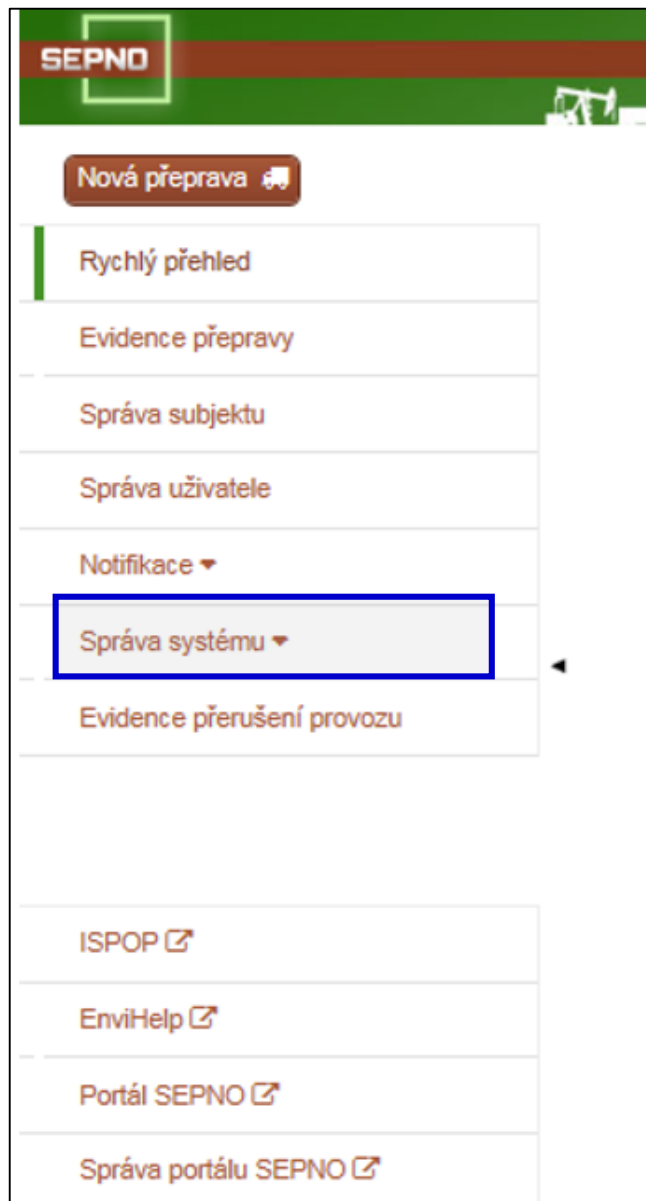 SEPNO
Nová přeprava
Rychlý přehled
Evidence přepravy
Správa subjektu
Správa uživatele
Notifikace
Správa systému
Evidence přerušení provozu
ISPOP
EnviHelp
Portál SEPNO
Správa portálu SEPNO